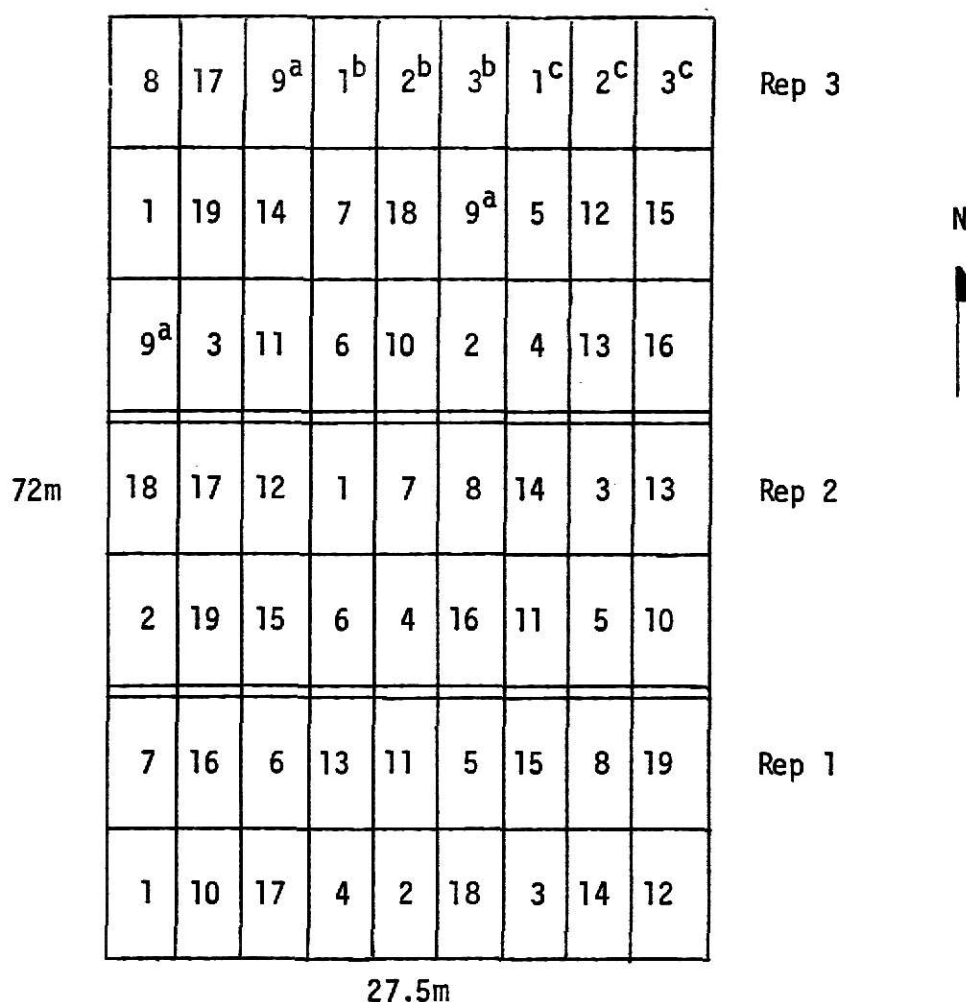 8 17 9a 1b 2b 3b 1c 2c 3c Rep 3
1 19 14 7 18 9a 5 12 15
N
9a 3 11 6 10 2 4 13 16
72m 18 17 12 1 7 8 14 3 13 Rep 2
2 19 15 6 4 16 11 5 10
7 16 6 13 11 5 15 8 19 Rep 1
1 10 17 4 2 18 3 14 12
27.5m